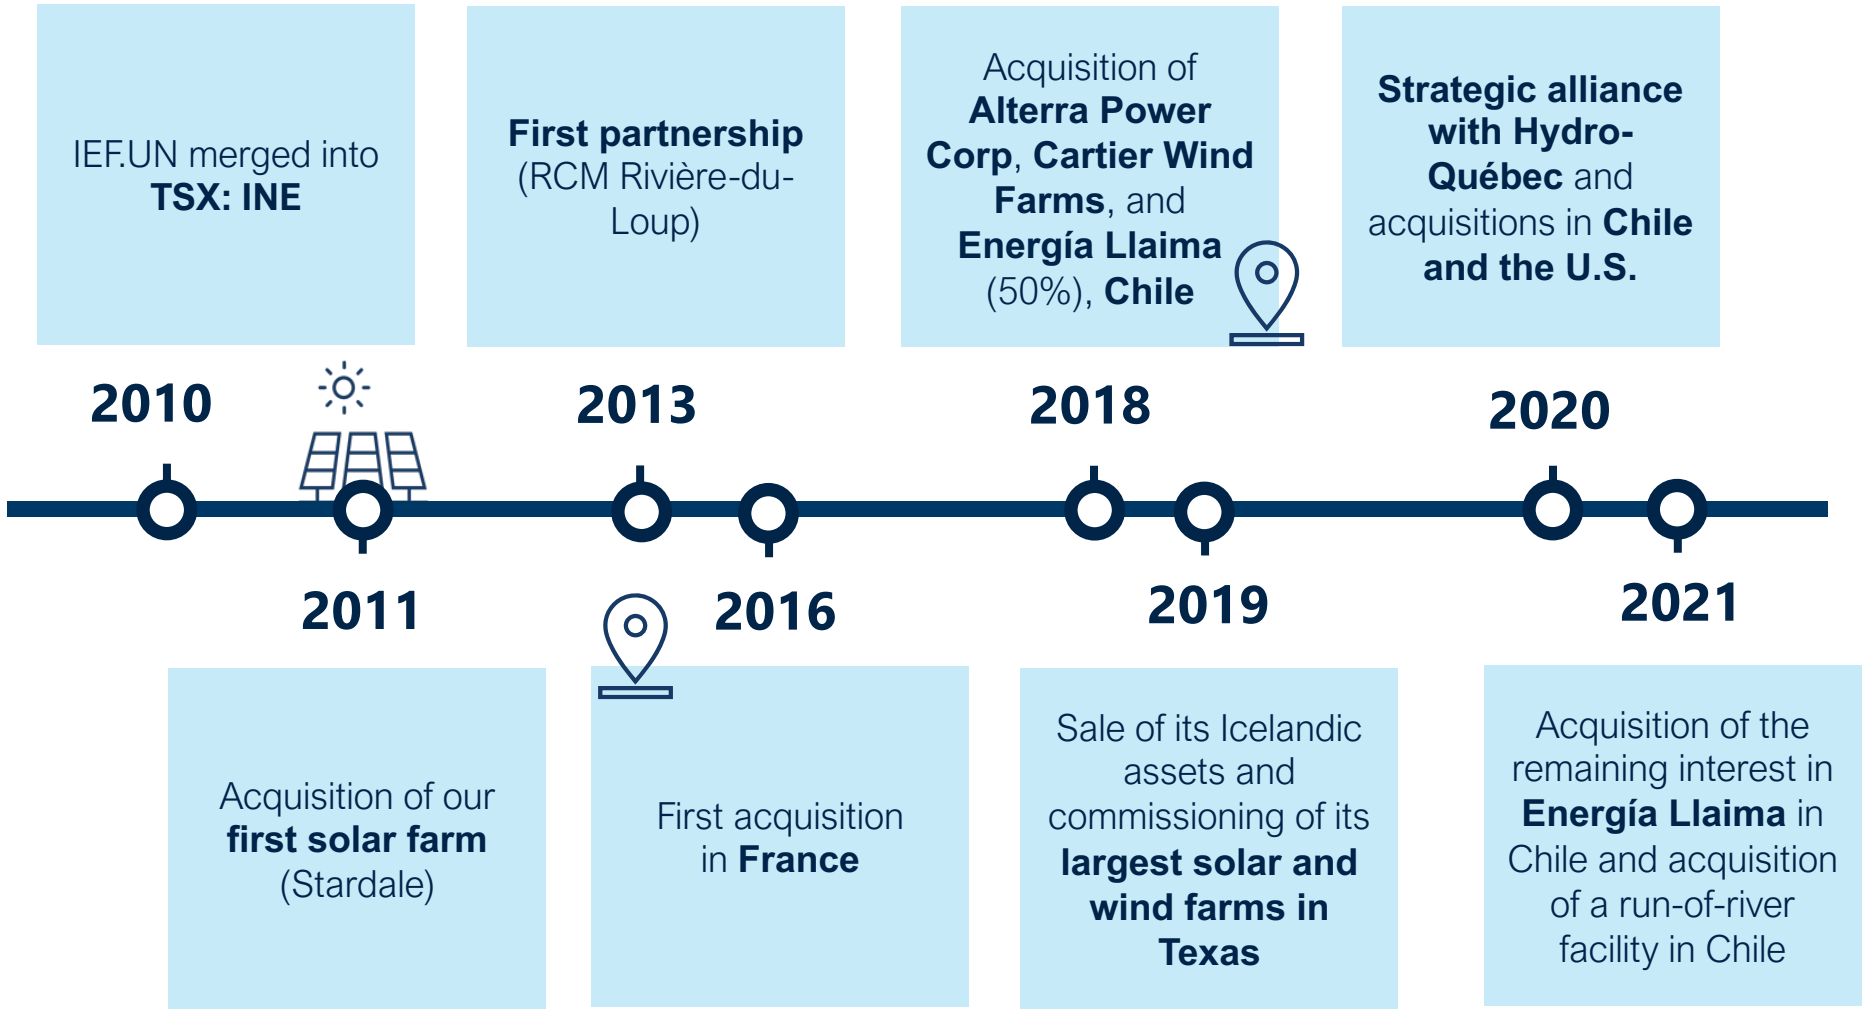 IEF.UN merged into
TSX: INE
First partnership
(RCM Rivière-du-
Loup)
Acquisition of
Alterra Power
Corp, Cartier Wind
Farms, and
Energía Llaima
(50%), Chile
Strategic alliance
with Hydro-
Québec and
acquisitions in Chile
and the U.S.
2010
2013
2018
2020
2011
2016
2019
2021
Acquisition of our
first solar farm
(Stardale)
First acquisition
in France
Sale of its Icelandic
assets and
commissioning of its
largest solar and
wind farms in
Texas
Acquisition of the
remaining interest in
Energía Llaima in
Chile and acquisition
of a run-of-river
facility in Chile